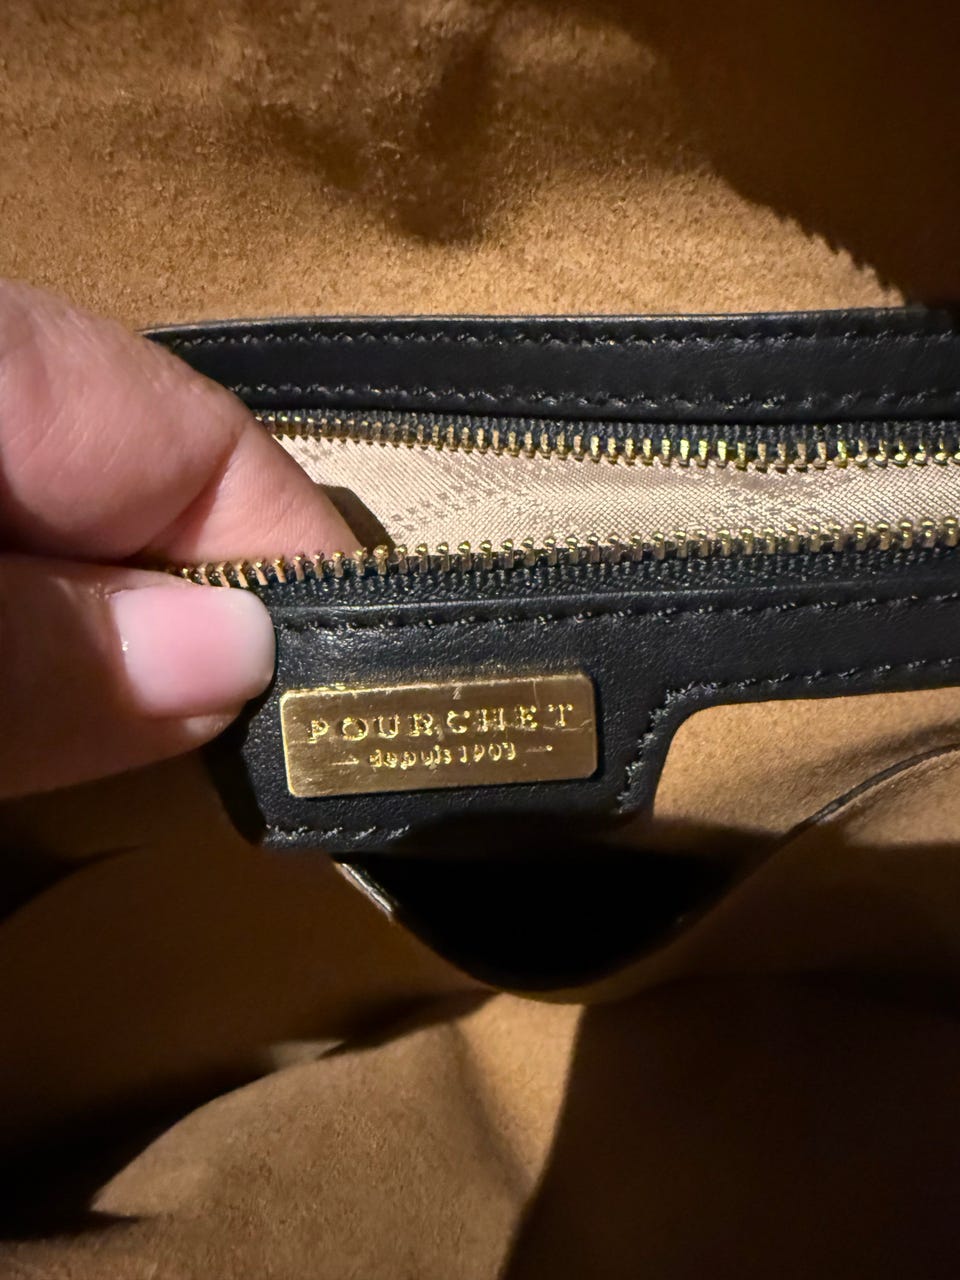 POURCHET
- depuis 1903 -